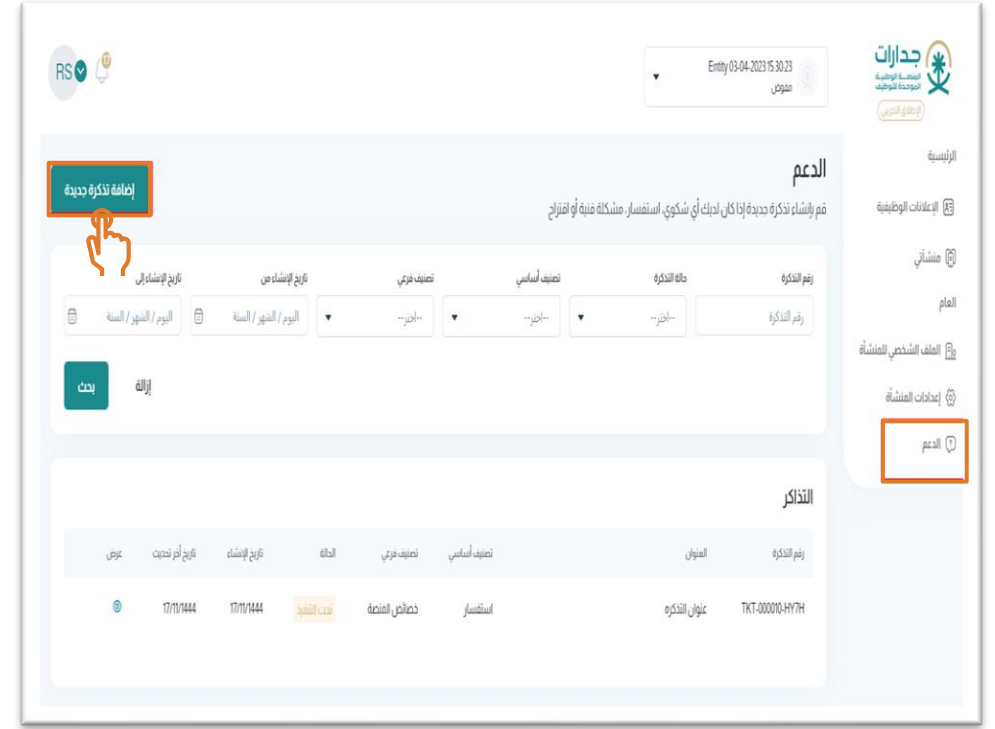 جدارات
المنصة الوطنية
الموحدة للتوظيف
(الإطلاق التجريبي)
Entity 03-04-2023 15:30:23
مفوض
RS
الرئيسية
الإعلانات الوظيفية
منشآتي
العام
الملف الشخصي للمنشأة
إعدادات المنشأة
الدعم
الدعم
قم بإنشاء تذكرة جديدة إذا كان لديك أي شكوي، استفسار، مشكلة فنية أو اقتراح
إضافة تذكرة جديدة
رقم التذكرة حالة التذكرة تصنيف أساسي تصنيف فرعي تاريخ الإنشاء من تاريخ الإنشاء إلى
رقم التذكرة --اختر-- --اختر-- --اختر-- اليوم / الشهر / السنة اليوم / الشهر / السنة
إزالة بحث
التذاكر
رقم التذكرة العنوان تصنيف أساسي تصنيف فرعي الحالة تاريخ الإنشاء تاريخ أخر تحديث عرض
TKT-000010-HY7H عنوان التذكره استفسار خصائص المنصة تحت التنفيذ 17/11/1444 17/11/1444